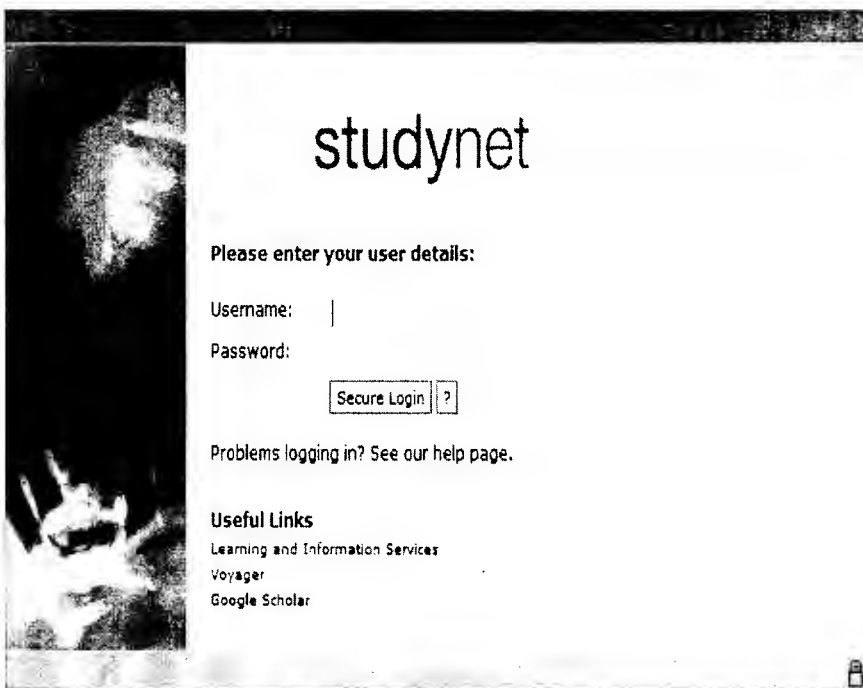 studynet
Please enter your user details:
Username:
Password:
Secure Login ?
Problems logging in? See our help page.
Useful Links
Learning and Information Services
Voyager
Google Scholar